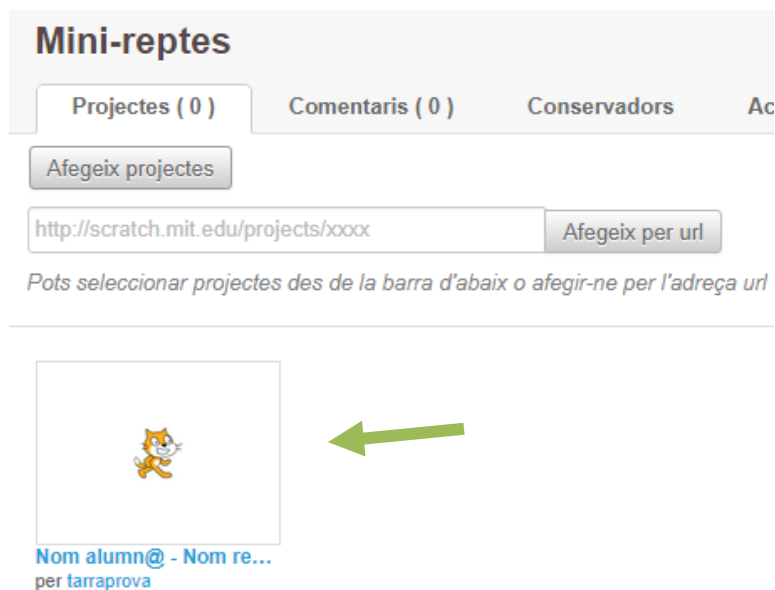 Mini-reptes
Projectes ( 0 ) Comentaris ( 0 ) Conservadors Ac
Afegeix projectes
http://scratch.mit.edu/projects/xxxx Afegeix per url
Pots seleccionar projectes des de la barra d'abaix o afegir-ne per l'adreça url
Nom alumn@ - Nom re...
per tarraprova